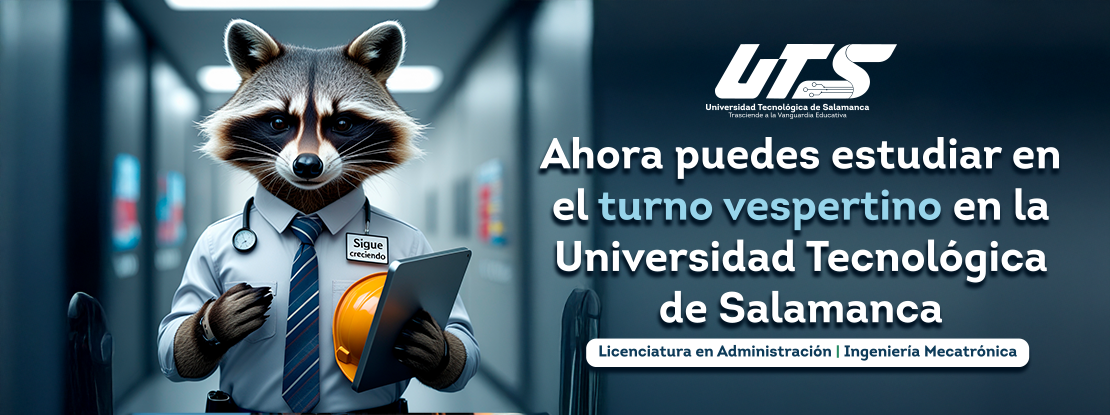 Sigue
creciendo
UTS
Universidad Tecnológica de Salamanca
Trasciende a la Vanguardia Educativa
Ahora puedes estudiar en
el turno vespertino en la
Universidad Tecnológica
de Salamanca
Licenciatura en Administración | Ingeniería Mecatrónica